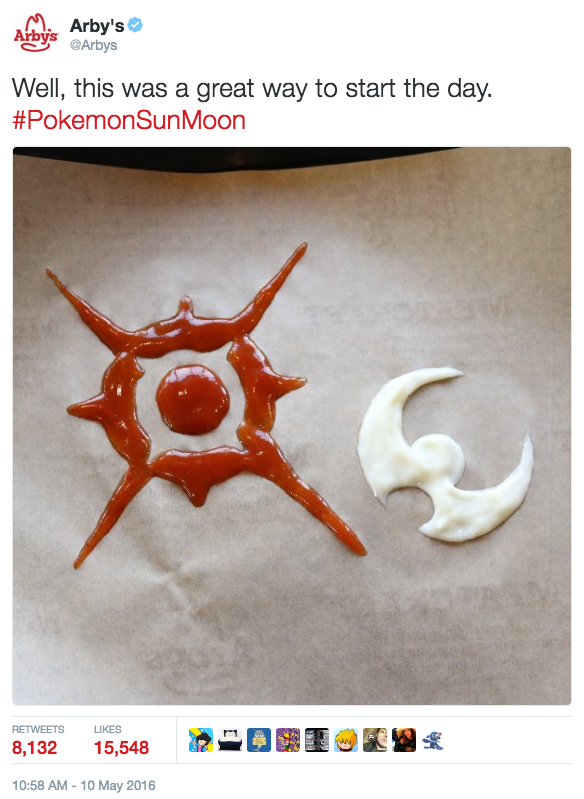 Arby's
Arby's
@Arbys
Well, this was a great way to start the day.
#PokemonSunMoon
RETWEETS
LIKES
8,132
15,548
10:58 AM - 10 May 2016